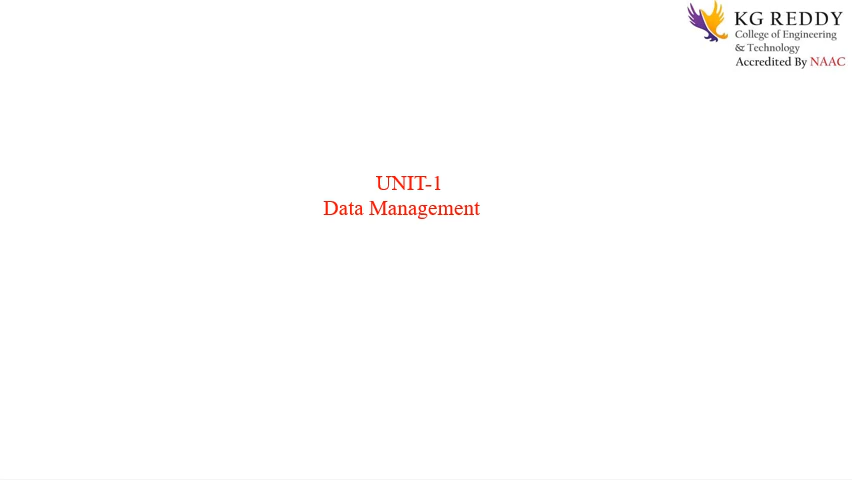 KG REDDY
College of Engineering
& Technology
Accredited By NAAC
UNIT-1
Data Management